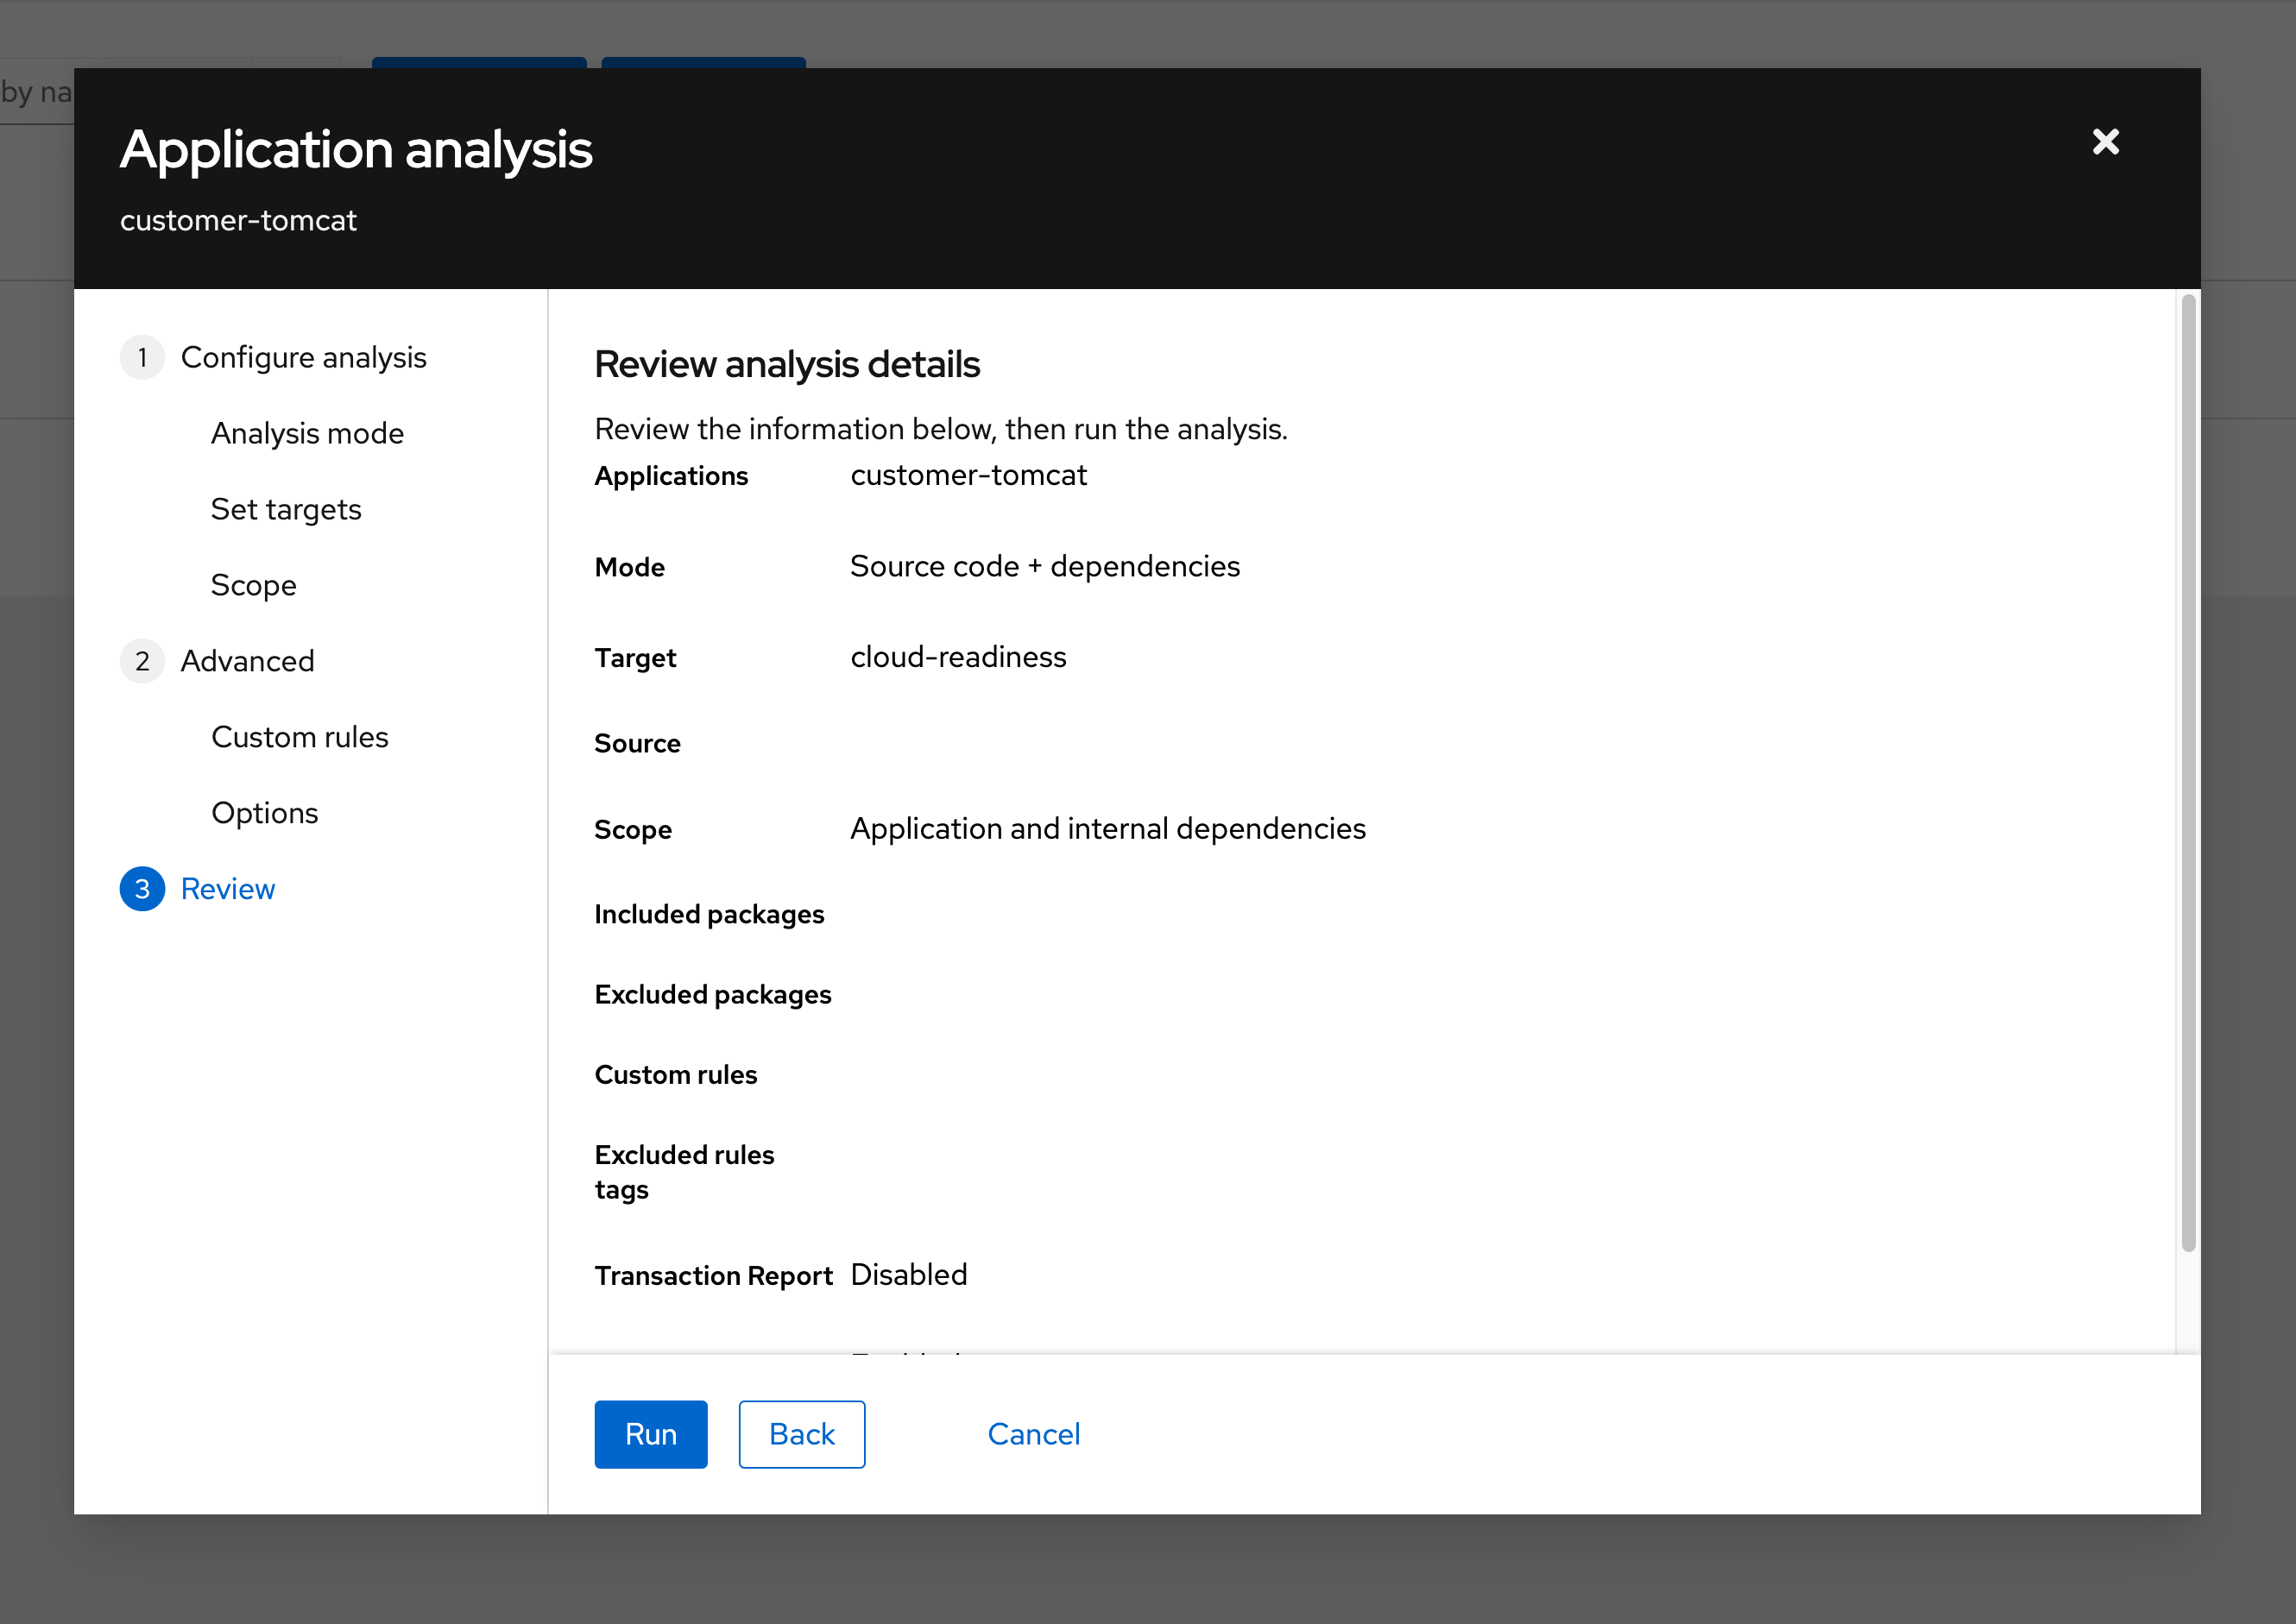 by na
Application analysis
customer-tomcat
1 Configure analysis
Analysis mode
Set targets
Scope
2 Advanced
Custom rules
Options
3 Review
Review analysis details
Review the information below, then run the analysis.
Applications customer-tomcat
Mode Source code + dependencies
Target cloud-readiness
Source
Scope Application and internal dependencies
Included packages
Excluded packages
Custom rules
Excluded rules
tags
Transaction Report Disabled
Run Back Cancel